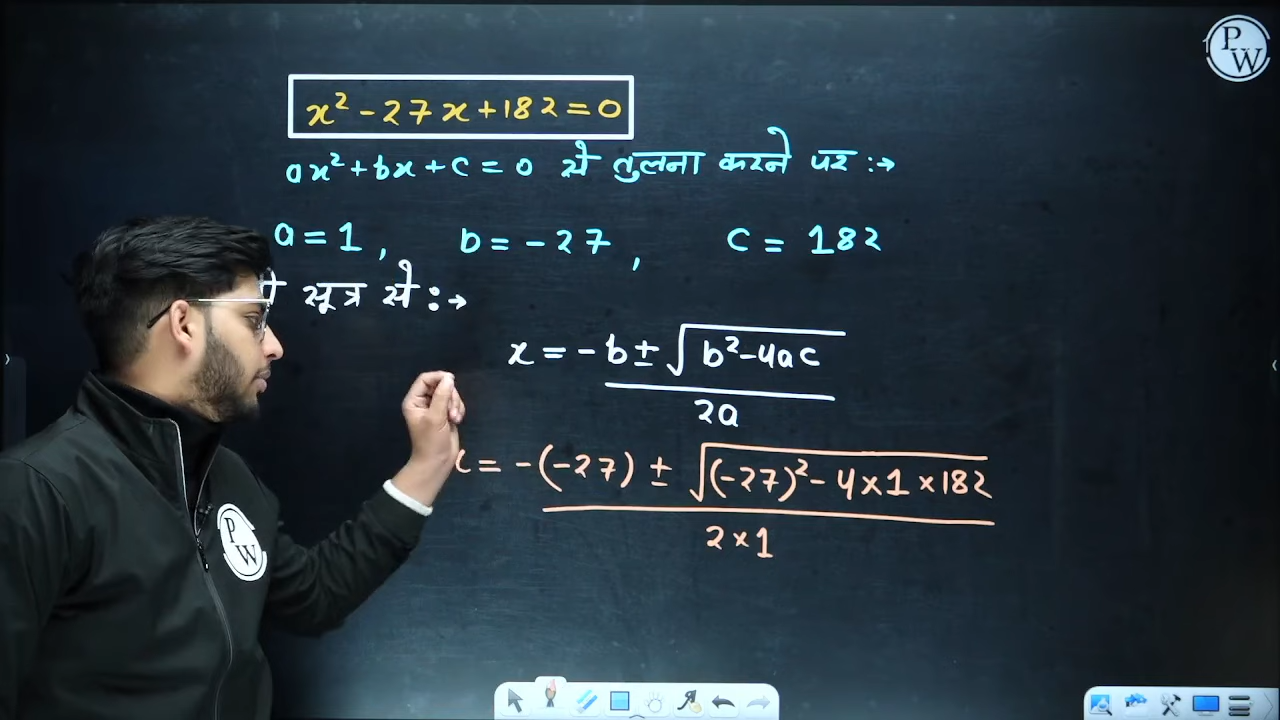 PW
x² - 27x + 182 = 0
ax² + bx + c = 0 से तुलना करने पर :→
a = 1, b = -27, c = 182
सूत्र से :→
x = -b ± √b² - 4ac
2a
x = -(-27) ± √(-27)² - 4 × 1 × 182
2 × 1
PW